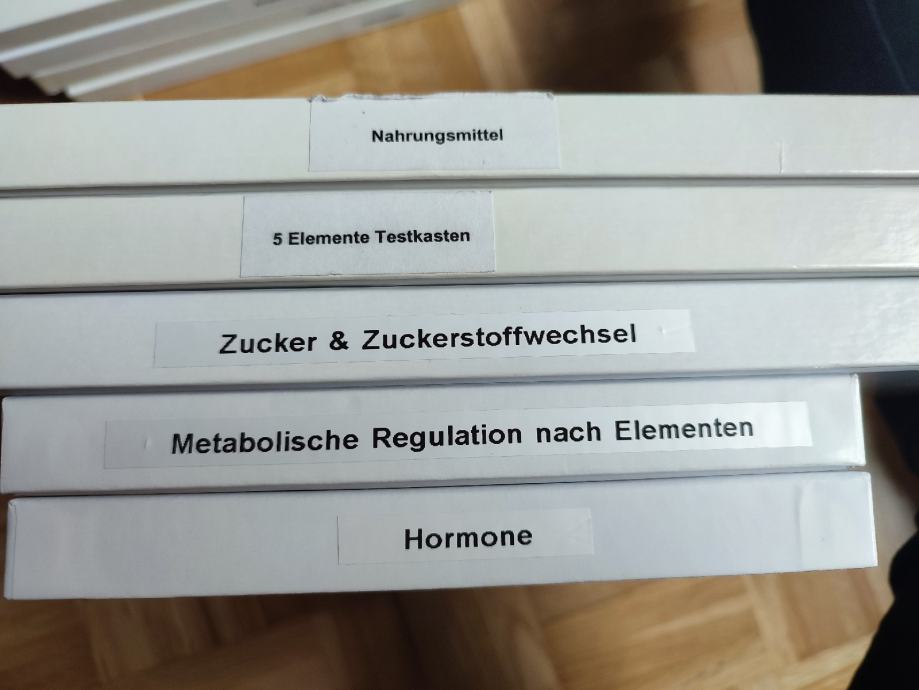 Nahrungsmittel
5 Elemente Testkasten
Zucker & Zuckerstoffwechsel
Metabolische Regulation nach Elementen
Hormone